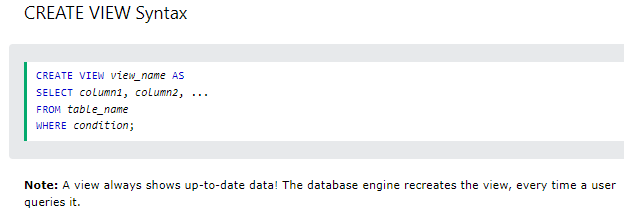 CREATE VIEW Syntax
CREATE VIEW view_name AS
SELECT column1, column2, ...
FROM table_name
WHERE condition;
Note: A view always shows up-to-date data! The database engine recreates the view, every time a user
queries it.